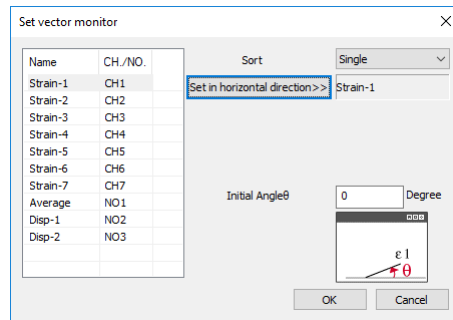 Set vector monitor
Name CH./NO.
Strain-1 CH1
Strain-2 CH2
Strain-3 CH3
Strain-4 CH4
Strain-5 CH5
Strain-6 CH6
Strain-7 CH7
Average NO1
Disp-1 NO2
Disp-2 NO3
Sort Single
Set in horizontal direction>> Strain-1
Initial Angleθ 0 Degree
ε1
θ
OK Cancel